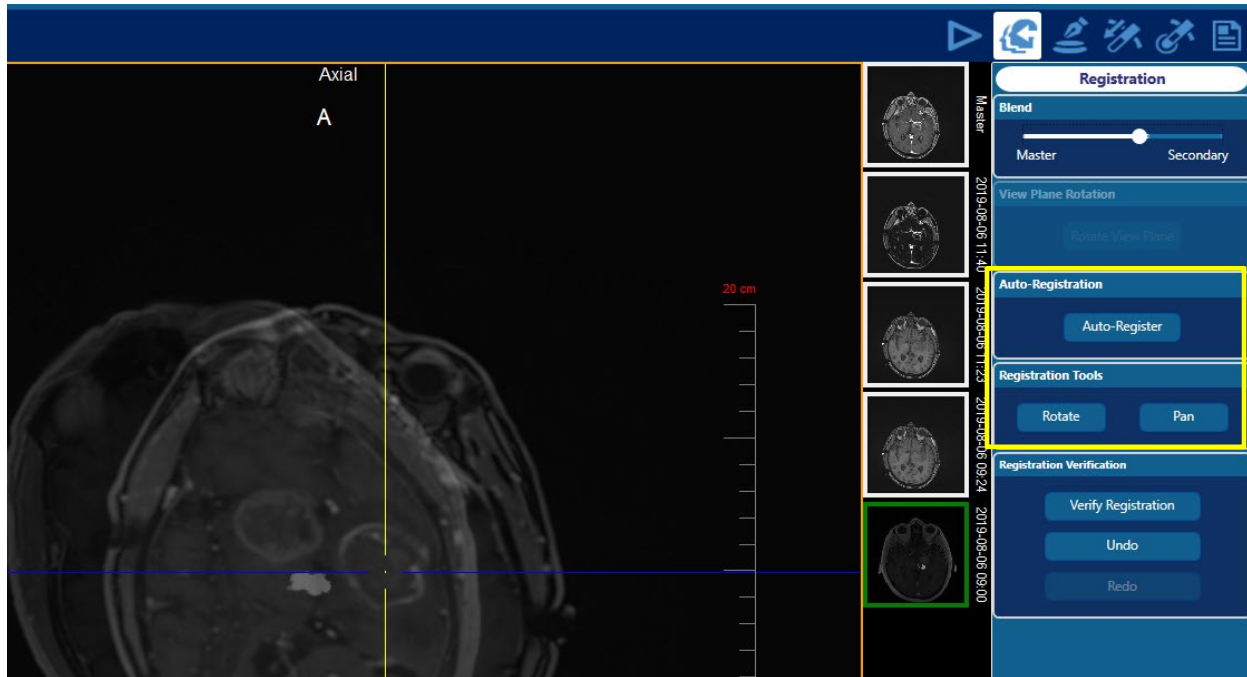 Axial
A
20 cm
Master
2019-08-06 11:40
2019-08-06 11:23
2019-08-06 09:24
2019-08-06 09:00
Registration
Blend
Master Secondary
View Plane Rotation
Rotate View Plane
Auto-Registration
Auto-Register
Registration Tools
Rotate Pan
Registration Verification
Verify Registration
Undo
Redo